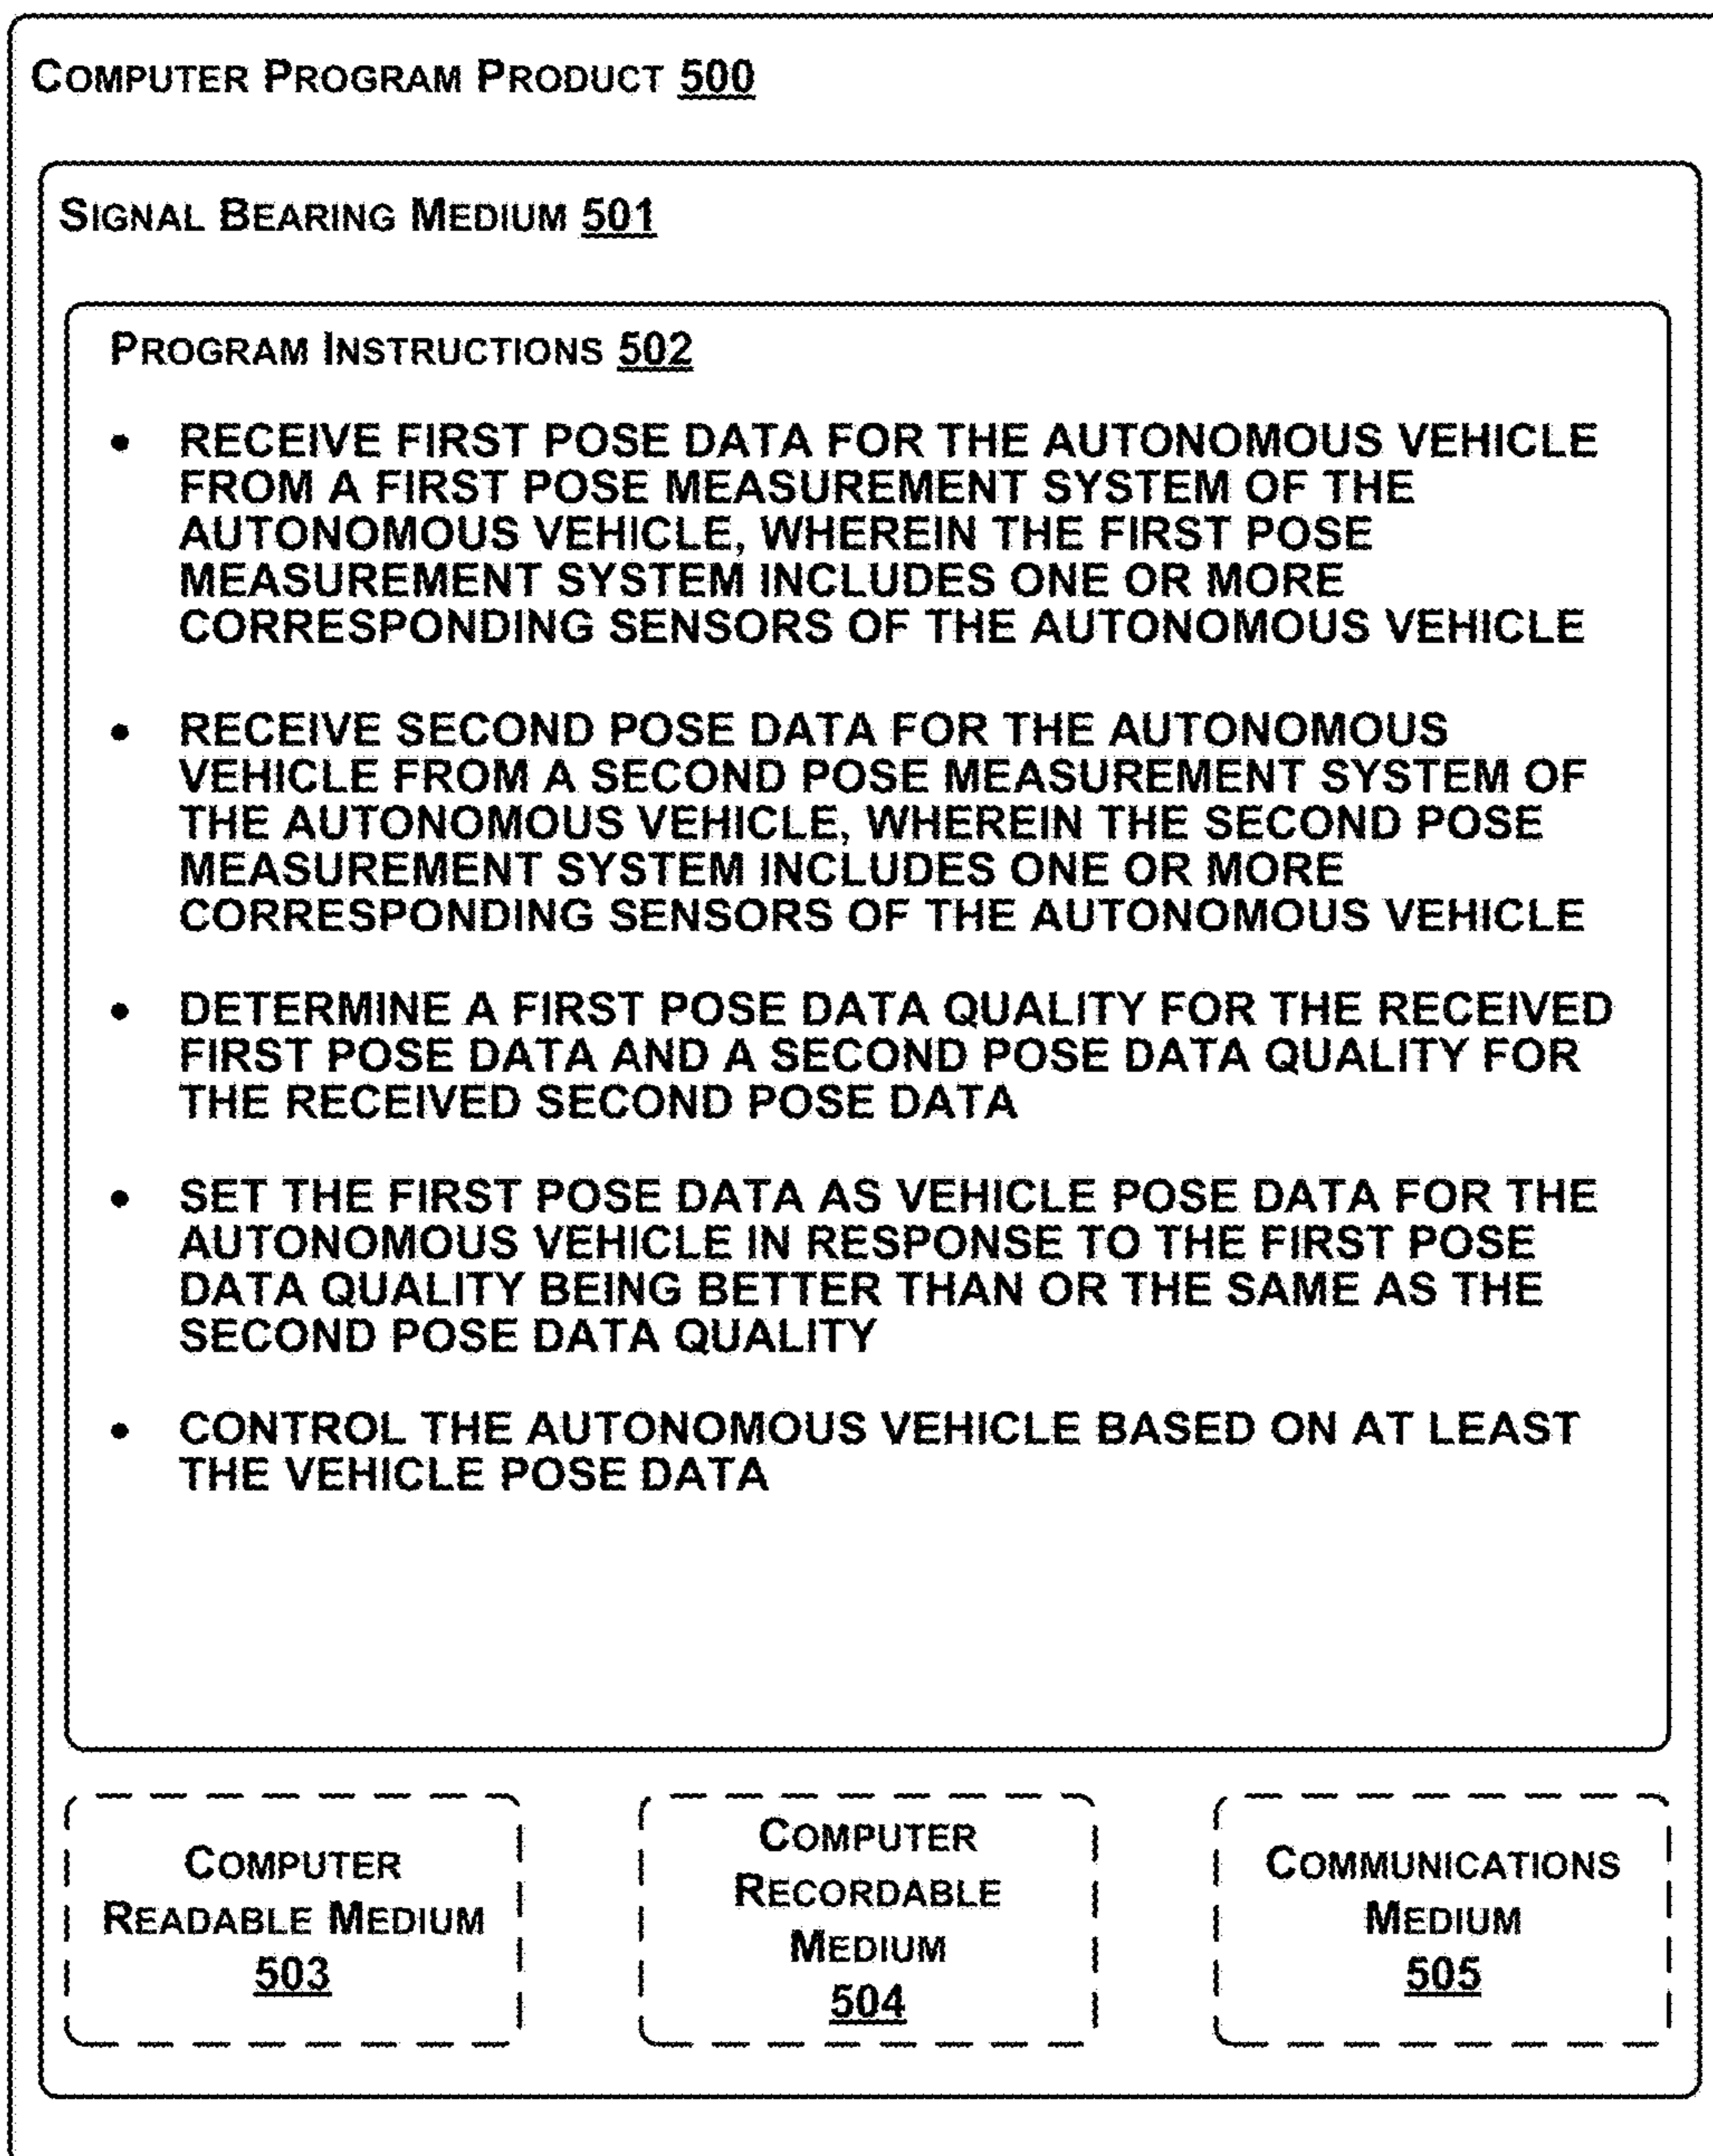 COMPUTER PROGRAM PRODUCT 500
SIGNAL BEARING MEDIUM 501
PROGRAM INSTRUCTIONS 502
• RECEIVE FIRST POSE DATA FOR THE AUTONOMOUS VEHICLE
FROM A FIRST POSE MEASUREMENT SYSTEM OF THE
AUTONOMOUS VEHICLE, WHEREIN THE FIRST POSE
MEASUREMENT SYSTEM INCLUDES ONE OR MORE
CORRESPONDING SENSORS OF THE AUTONOMOUS VEHICLE
• RECEIVE SECOND POSE DATA FOR THE AUTONOMOUS
VEHICLE FROM A SECOND POSE MEASUREMENT SYSTEM OF
THE AUTONOMOUS VEHICLE, WHEREIN THE SECOND POSE
MEASUREMENT SYSTEM INCLUDES ONE OR MORE
CORRESPONDING SENSORS OF THE AUTONOMOUS VEHICLE
• DETERMINE A FIRST POSE DATA QUALITY FOR THE RECEIVED
FIRST POSE DATA AND A SECOND POSE DATA QUALITY FOR
THE RECEIVED SECOND POSE DATA
• SET THE FIRST POSE DATA AS VEHICLE POSE DATA FOR THE
AUTONOMOUS VEHICLE IN RESPONSE TO THE FIRST POSE
DATA QUALITY BEING BETTER THAN OR THE SAME AS THE
SECOND POSE DATA QUALITY
• CONTROL THE AUTONOMOUS VEHICLE BASED ON AT LEAST
THE VEHICLE POSE DATA
COMPUTER
READABLE MEDIUM
503
COMPUTER
RECORDABLE
MEDIUM
504
COMMUNICATIONS
MEDIUM
505